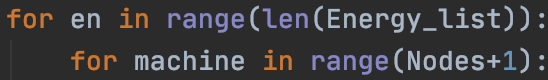 for en in range(len(Energy_list)):
    for machine in range(Nodes+1):